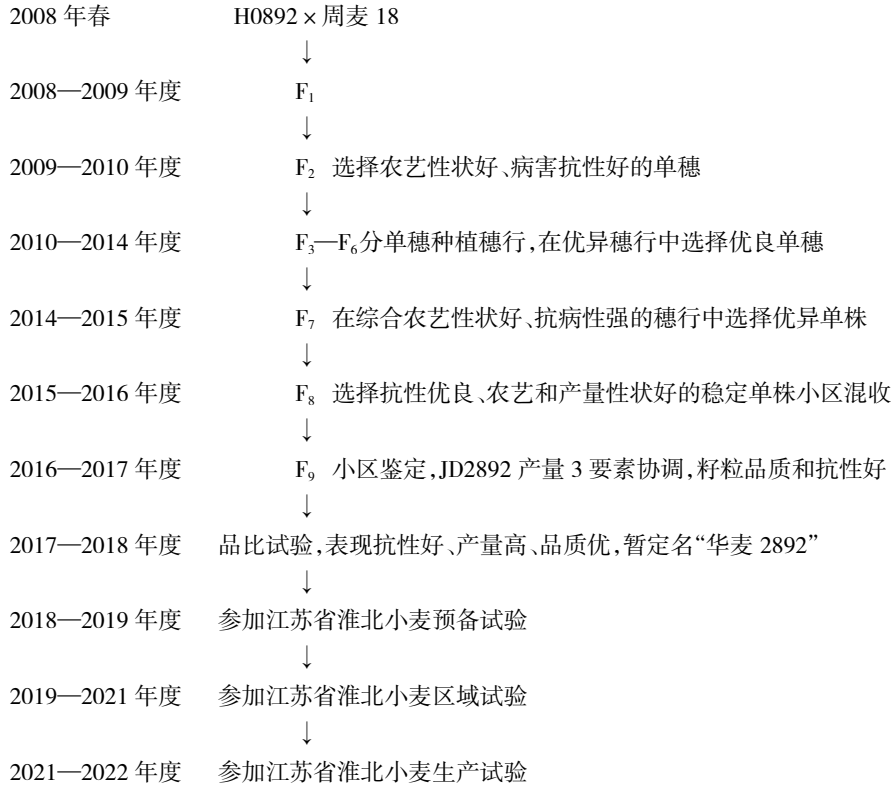 2008 年春 H0892 × 周麦 18
↓
2008—2009 年度 F₁
↓
2009—2010 年度 F₂ 选择农艺性状好、病害抗性好的单穗
↓
2010—2014 年度 F₃—F₆分单穗种植穗行,在优异穗行中选择优良单穗
↓
2014—2015 年度 F₇ 在综合农艺性状好、抗病性强的穗行中选择优异单株
↓
2015—2016 年度 F₈ 选择抗性优良、农艺和产量性状好的稳定单株小区混收
↓
2016—2017 年度 F₉ 小区鉴定,JD2892 产量 3 要素协调,籽粒品质和抗性好
↓
2017—2018 年度 品比试验,表现抗性好、产量高、品质优,暂定名“华麦 2892”
↓
2018—2019 年度 参加江苏省淮北小麦预备试验
↓
2019—2021 年度 参加江苏省淮北小麦区域试验
↓
2021—2022 年度 参加江苏省淮北小麦生产试验